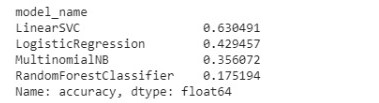 model_name
LinearSVC 0.630491
LogisticRegression 0.429457
MultinomialNB 0.356072
RandomForestClassifier 0.175194
Name: accuracy, dtype: float64